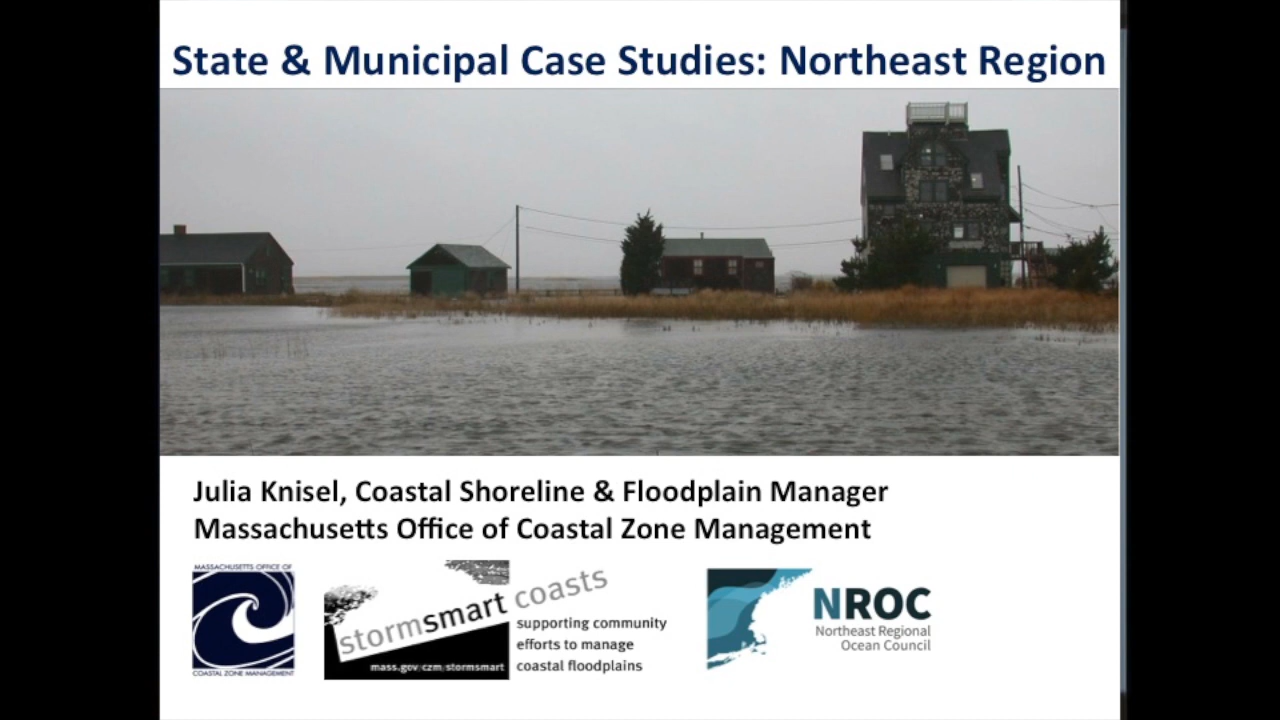 State & Municipal Case Studies: Northeast Region
Julia Knisel, Coastal Shoreline & Floodplain Manager
Massachusetts Office of Coastal Zone Management
MASSACHUSETTS OFFICE OF
COASTAL ZONE MANAGEMENT
stormsmart coasts
mass.gov/czm/stormsmart
supporting community
efforts to manage
coastal floodplains
NROC
Northeast Regional
Ocean Council